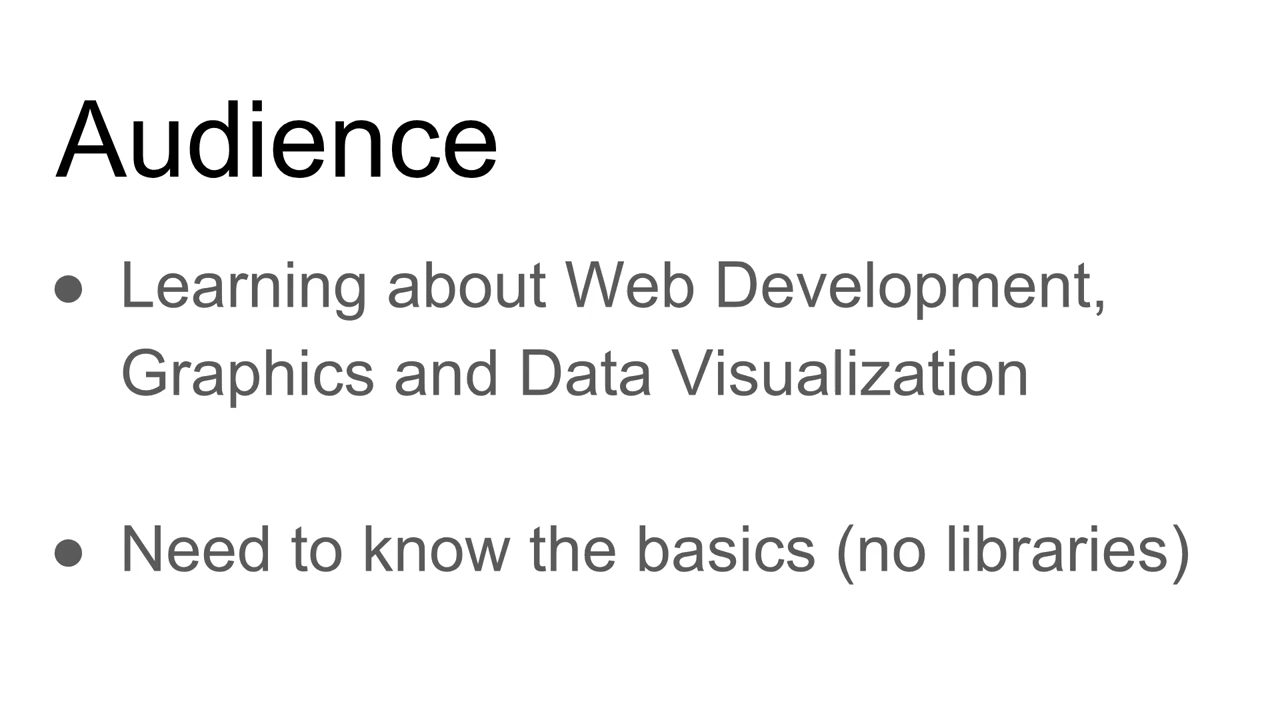 Audience
● Learning about Web Development,
Graphics and Data Visualization
● Need to know the basics (no libraries)